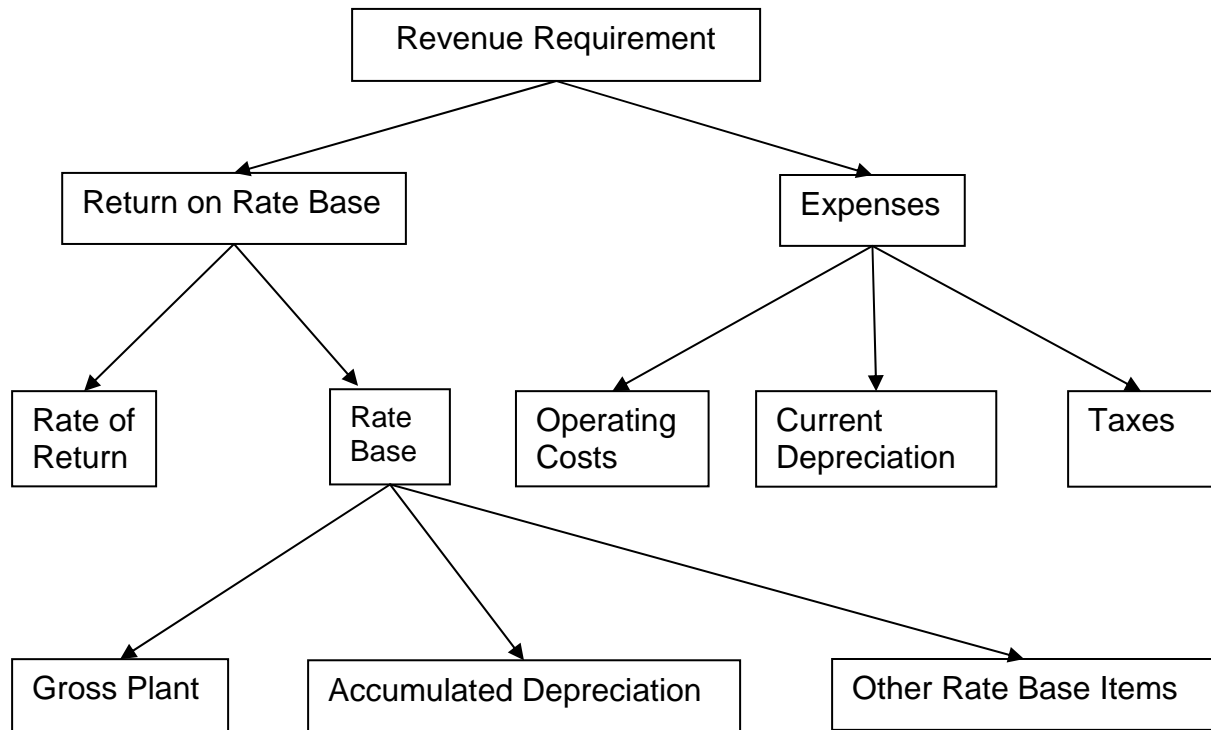 Revenue Requirement
Return on Rate Base
Expenses
Rate of
Return
Rate
Base
Operating
Costs
Current
Depreciation
Taxes
Gross Plant
Accumulated Depreciation
Other Rate Base Items